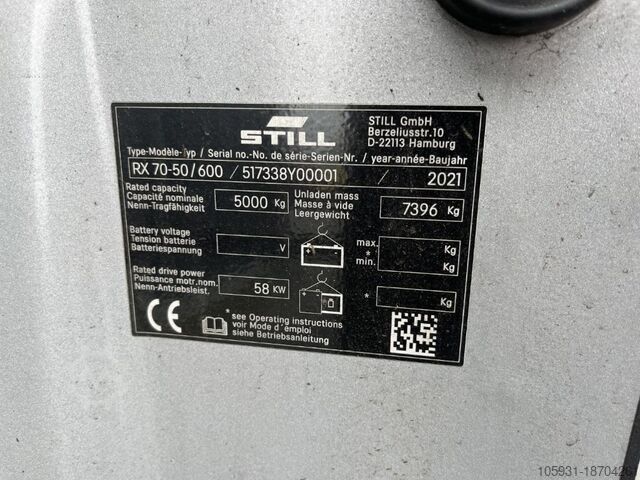 STILL
STILL GmbH
Berzeliusstr.10
D-22113 Hamburg
Type-Modèle-Typ / Serial no.-No. de série-Serien-Nr. / year-année-Baujahr
RX 70-50/600 / 517338Y00001 / 2021
Rated capacity
Capacité nominale
Nenn-Tragfähigkeit
5000 Kg
Unladen mass
Masse à vide
Leergewicht
7396 Kg
Battery voltage
Tension batterie
Batteriespannung
V
max.
*
min.
Kg
Kg
Rated drive power
Puissance motr.nom.
Nenn-Antriebsleist.
58 KW
*
Kg
CE
* see Operating instructions
voir Mode d'émploi
siehe Betriebsanleitung
105931-1870426